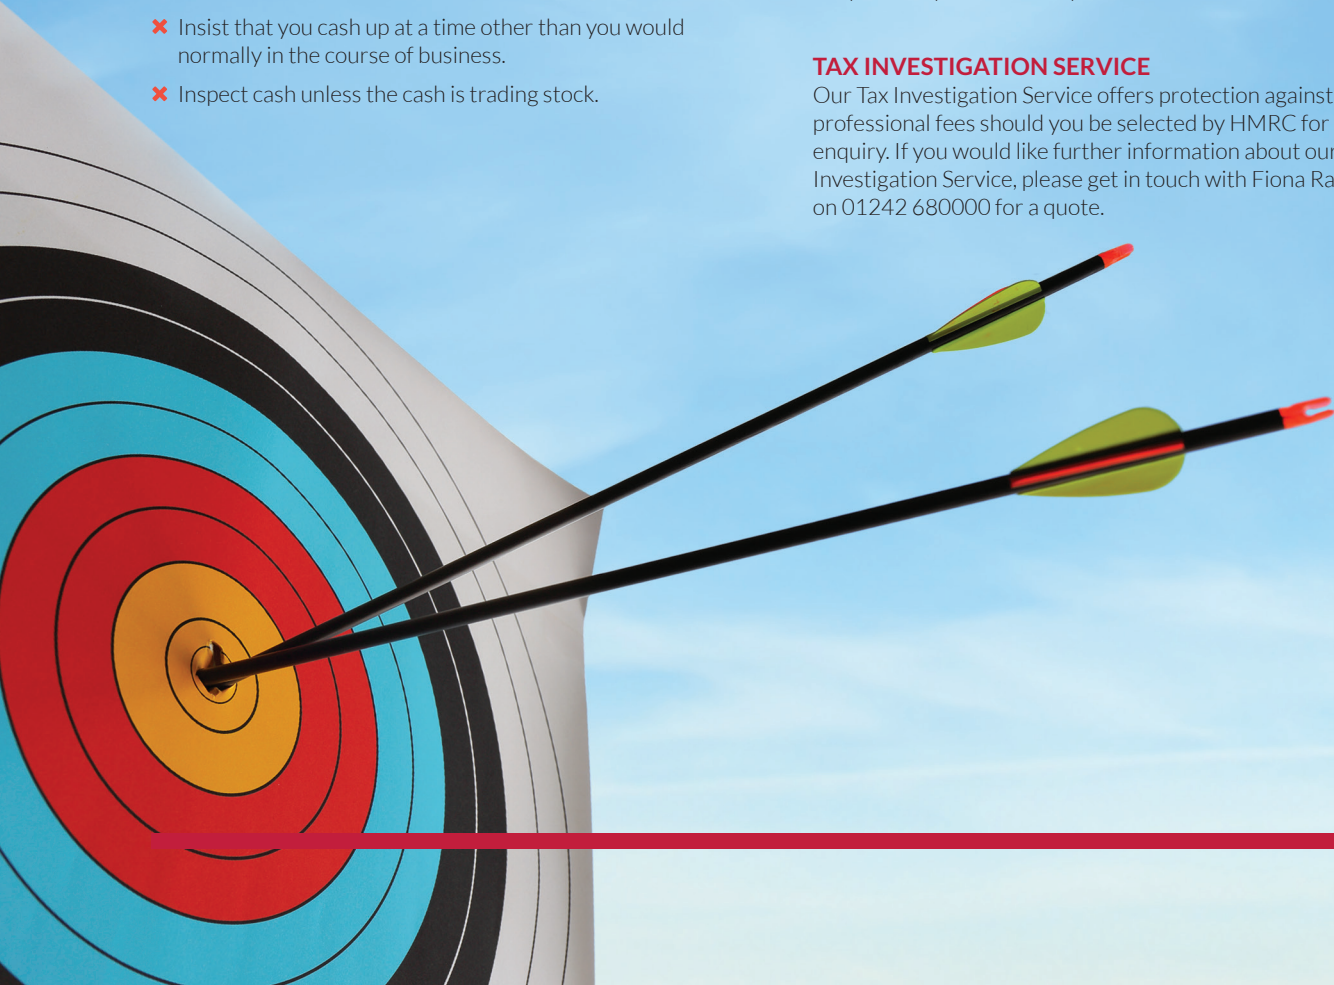 ✖ Insist that you cash up at a time other than you would
normally in the course of business.
✖ Inspect cash unless the cash is trading stock.
TAX INVESTIGATION SERVICE
Our Tax Investigation Service offers protection against
professional fees should you be selected by HMRC for
enquiry. If you would like further information about our
Investigation Service, please get in touch with Fiona
on 01242 680000 for a quote.